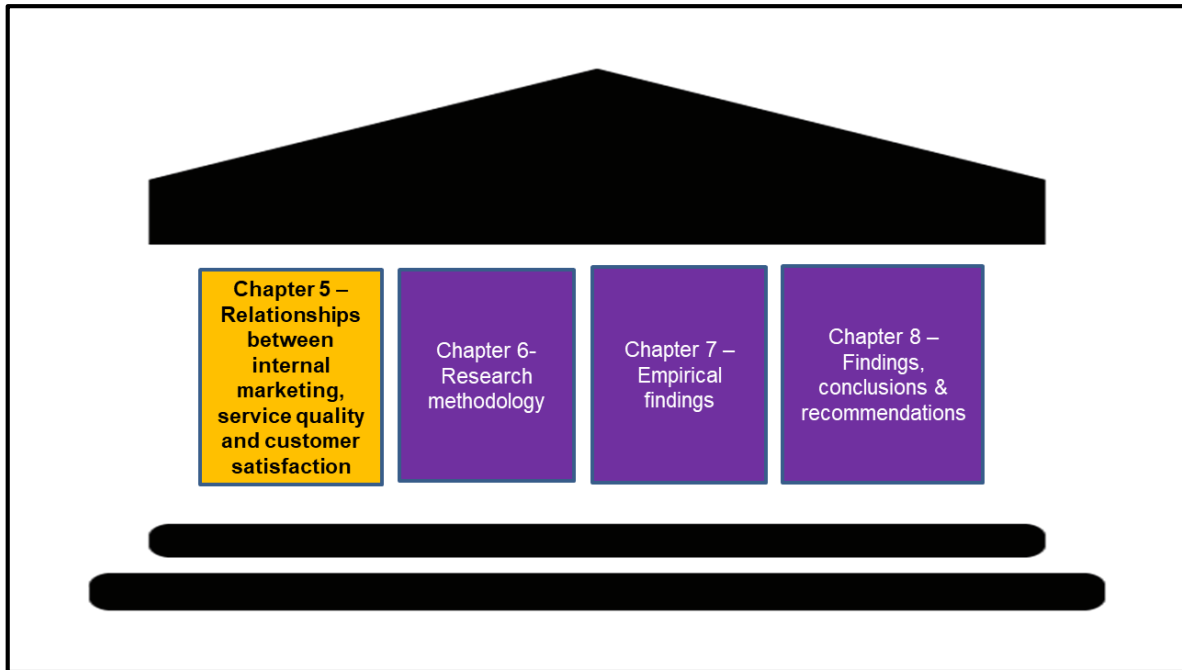 Chapter 5 –
Relationships
between
internal
marketing,
service quality
and customer
satisfaction
Chapter 6-
Research
methodology
Chapter 7 –
Empirical
findings
Chapter 8 –
Findings,
conclusions &
recommendations